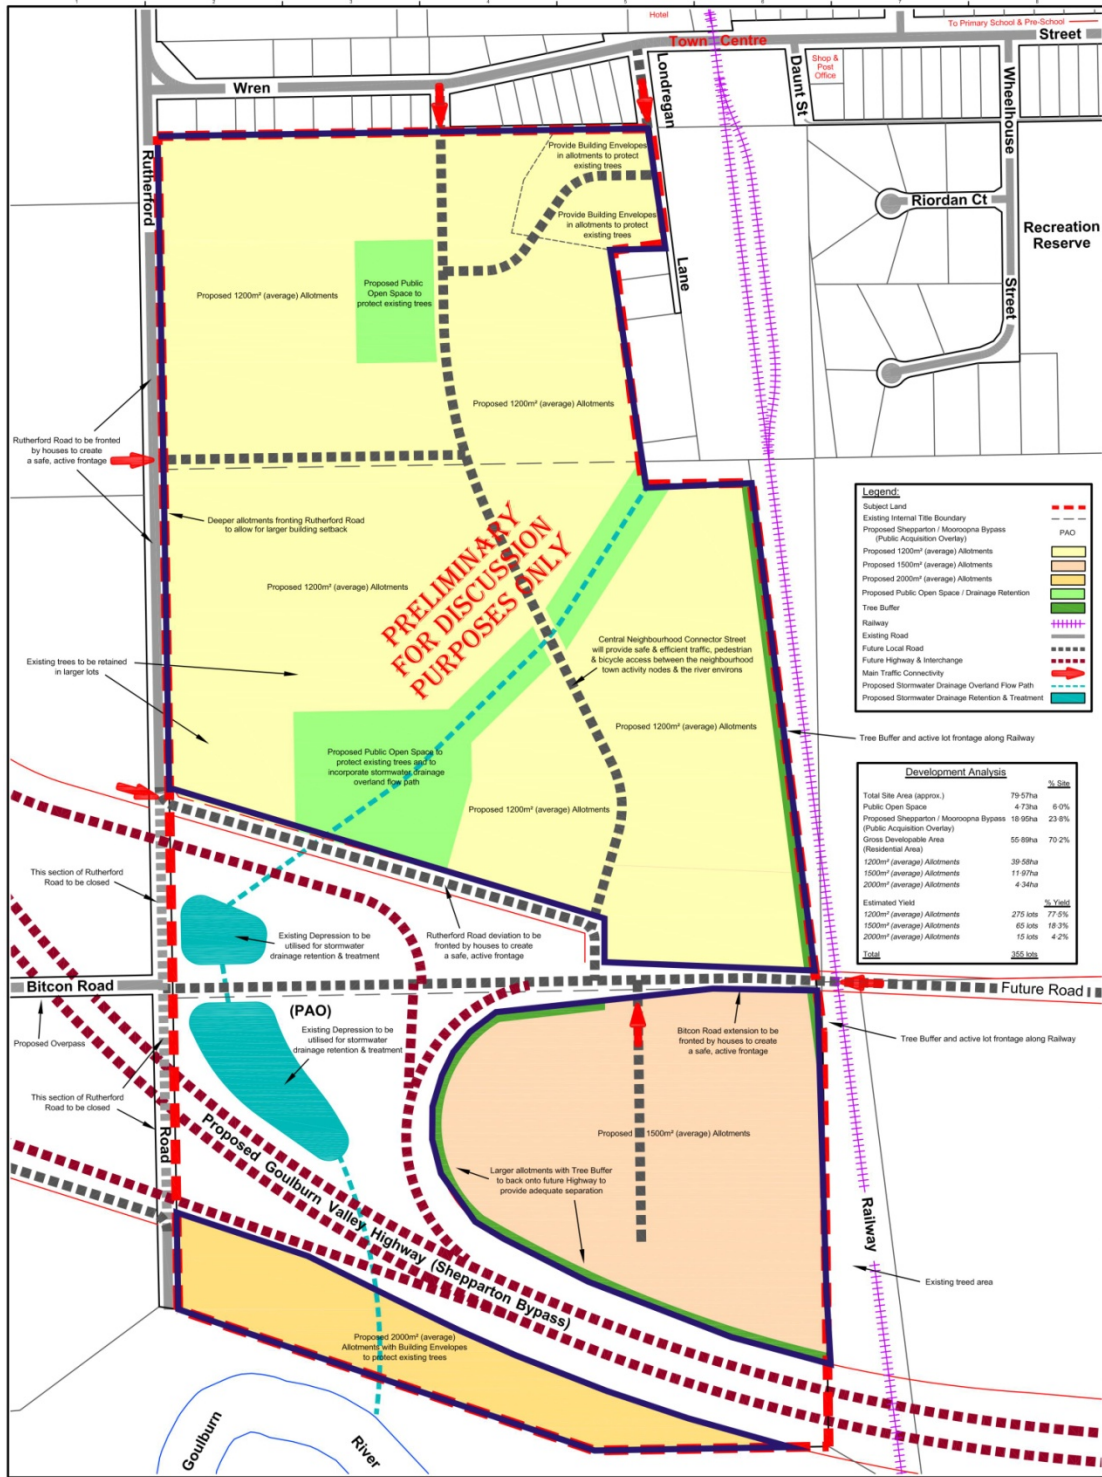 Hotel
To Primary School & Pre-School
Street
Town Centre
Shop &
Post
Office
Daunt St
Wheelhouse
Street
Londregan
Lane
Wren
Rutherford
Riordan Ct
Recreation
Reserve
Provide Building Envelopes
in allotments to protect
existing trees
Provide Building Envelopes
in allotments to protect
existing trees
Proposed Public
Open Space to
protect existing trees
Proposed 1200m² (average) Allotments
Proposed 1200m² (average) Allotments
Rutherford Road to be fronted
by houses to create
a safe, active frontage
Deeper allotments fronting Rutherford Road
to allow for larger building setback
PRELIMINARY
FOR DISCUSSION
PURPOSES ONLY
Proposed 1200m² (average) Allotments
Existing trees to be retained
in larger lots
Central Neighbourhood Connector Street
will provide safe & efficient traffic, pedestrian
& bicycle access between the neighbourhood
town activity nodes & the river environs
Proposed 1200m² (average) Allotments
Proposed Public Open Space to
protect existing trees and to
incorporate stormwater drainage
overland flow path
Proposed 1200m² (average) Allotments
Tree Buffer and active lot frontage along Railway
Legend:
Subject Land
Existing Internal Title Boundary
Proposed Shepparton / Mooroopna Bypass
(Public Acquisition Overlay)
PAO
Proposed 1200m² (average) Allotments
Proposed 1500m² (average) Allotments
Proposed 2000m² (average) Allotments
Proposed Public Open Space / Drainage Retention
Tree Buffer
Railway
Existing Road
Future Local Road
Future Highway & Interchange
Main Traffic Connectivity
Proposed Stormwater Drainage Overland Flow Path
Proposed Stormwater Drainage Retention & Treatment
Development Analysis
% Site
Total Site Area (approx.) 79·57ha
Public Open Space 4·73ha 6·0%
Proposed Shepparton / Mooroopna Bypass 18·95ha 23·8%
(Public Acquisition Overlay)
Gross Developable Area 55·89ha 70·2%
(Residential Area)
1200m² (average) Allotments 39·58ha
1500m² (average) Allotments 11·97ha
2000m² (average) Allotments 4·34ha
Estimated Yield % Yield
1200m² (average) Allotments 275 lots 77·5%
1500m² (average) Allotments 65 lots 18·3%
2000m² (average) Allotments 15 lots 4·2%
Total 355 lots
This section of Rutherford
Road to be closed
Existing Depression to be
utilised for stormwater
drainage retention & treatment
Rutherford Road deviation to be
fronted by houses to create
a safe, active frontage
Bitcon Road
Future Road
Proposed Overpass
(PAO)
Existing Depression to be
utilised for stormwater
drainage retention & treatment
Bitcon Road extension to be
fronted by houses to create
a safe, active frontage
Tree Buffer and active lot frontage along Railway
This section of Rutherford
Road to be closed
Road
Proposed 1500m² (average) Allotments
Larger allotments with Tree Buffer
to back onto future Highway to
provide adequate separation
Proposed Goulburn Valley Highway (Shepparton Bypass)
Railway
Existing treed area
Proposed 2000m² (average)
Allotments with Building Envelopes
to protect existing trees
Goulburn
River